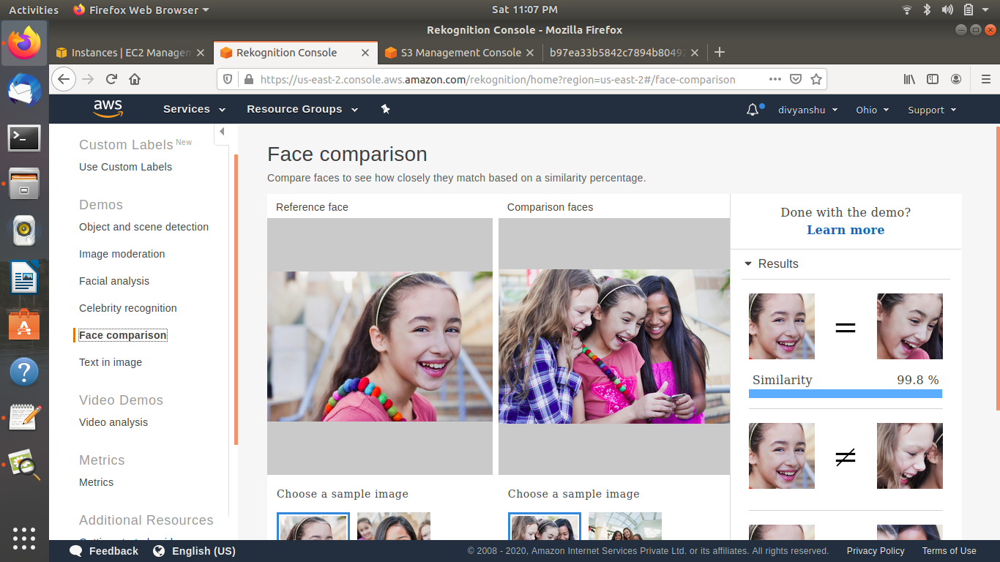 Activities
Firefox Web Browser
Sat 11:07 PM
Rekognition Console - Mozilla Firefox
Instances | EC2 Managem
Rekognition Console
S3 Management Console
b97ea33b5842c7894b80492
https://us-east-2.console.aws.amazon.com/rekognition/home?region=us-east-2#/face-comparison
aws
Services
Resource Groups
divyanshu
Ohio
Support
Custom Labels New
Use Custom Labels
Demos
Object and scene detection
Image moderation
Facial analysis
Celebrity recognition
Face comparison
Text in image
Video Demos
Video analysis
Metrics
Metrics
Additional Resources
Face comparison
Compare faces to see how closely they match based on a similarity percentage.
Reference face
Comparison faces
Choose a sample image
Choose a sample image
Done with the demo?
Learn more
Results
=
Similarity 99.8 %
≠
Feedback
English (US)
© 2008 - 2020, Amazon Internet Services Private Ltd. or its affiliates. All rights reserved.
Privacy Policy
Terms of Use